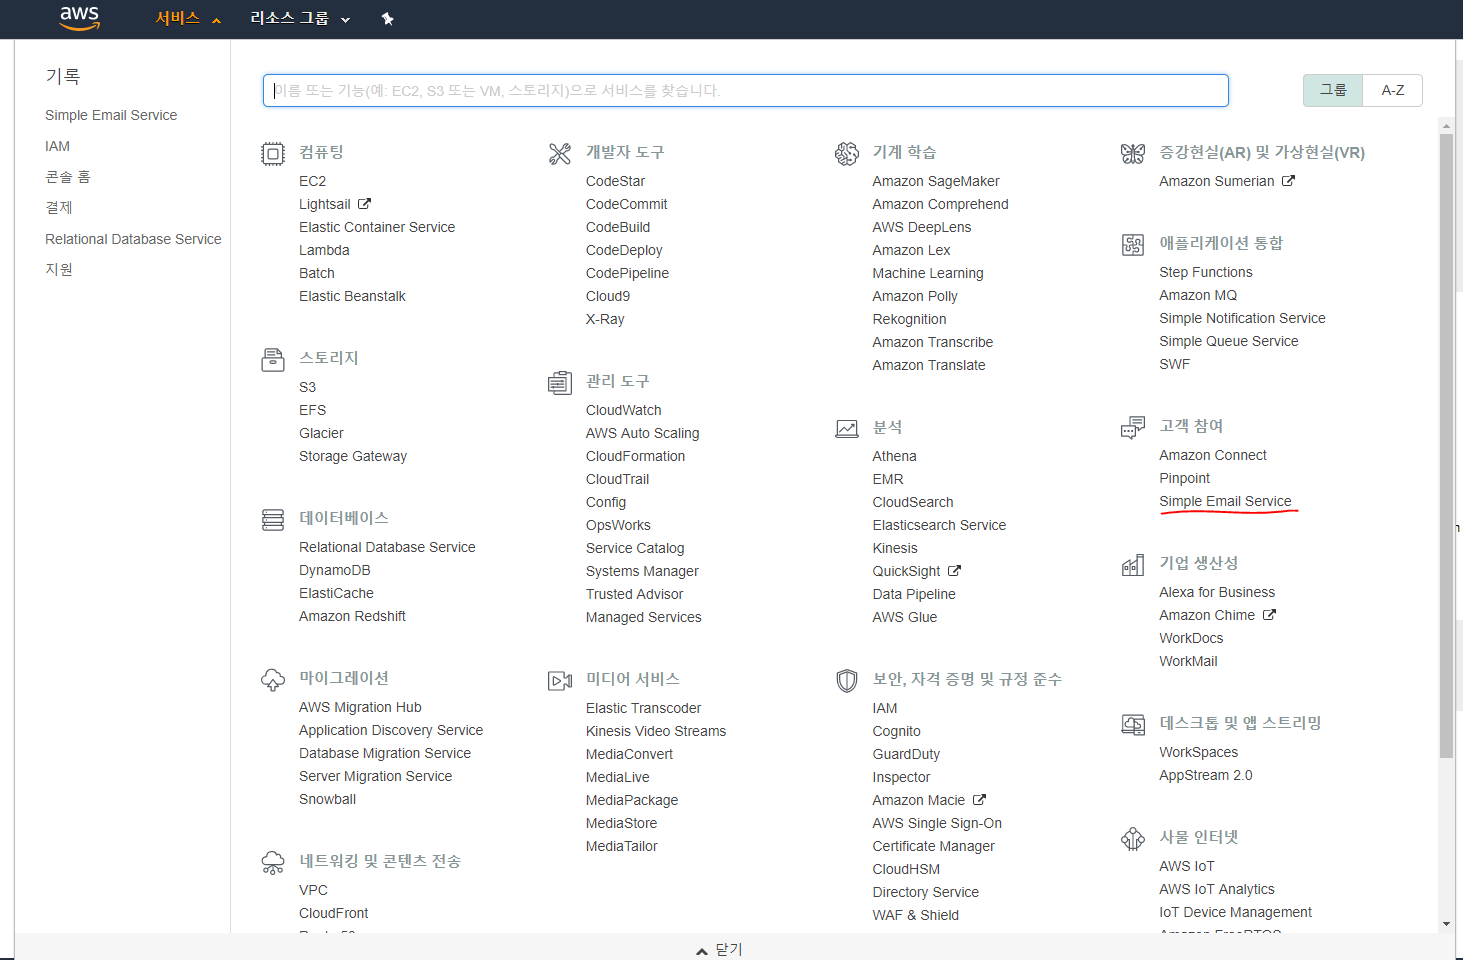 aws
서비스
리소스 그룹
기록
Simple Email Service
IAM
콘솔 홈
결제
Relational Database Service
지원
이름 또는 기능(예: EC2, S3 또는 VM, 스토리지)으로 서비스를 찾습니다.
그룹
A-Z
컴퓨팅
EC2
Lightsail
Elastic Container Service
Lambda
Batch
Elastic Beanstalk
스토리지
S3
EFS
Glacier
Storage Gateway
데이터베이스
Relational Database Service
DynamoDB
ElastiCache
Amazon Redshift
마이그레이션
AWS Migration Hub
Application Discovery Service
Database Migration Service
Server Migration Service
Snowball
네트워킹 및 콘텐츠 전송
VPC
CloudFront
개발자 도구
CodeStar
CodeCommit
CodeBuild
CodeDeploy
CodePipeline
Cloud9
X-Ray
관리 도구
CloudWatch
AWS Auto Scaling
CloudFormation
CloudTrail
Config
OpsWorks
Service Catalog
Systems Manager
Trusted Advisor
Managed Services
미디어 서비스
Elastic Transcoder
Kinesis Video Streams
MediaConvert
MediaLive
MediaPackage
MediaStore
MediaTailor
기계 학습
Amazon SageMaker
Amazon Comprehend
AWS DeepLens
Amazon Lex
Machine Learning
Amazon Polly
Rekognition
Amazon Transcribe
Amazon Translate
분석
Athena
EMR
CloudSearch
Elasticsearch Service
Kinesis
QuickSight
Data Pipeline
AWS Glue
보안, 자격 증명 및 규정 준수
IAM
Cognito
GuardDuty
Inspector
Amazon Macie
AWS Single Sign-On
Certificate Manager
CloudHSM
Directory Service
WAF & Shield
증강현실(AR) 및 가상현실(VR)
Amazon Sumerian
애플리케이션 통합
Step Functions
Amazon MQ
Simple Notification Service
Simple Queue Service
SWF
고객 참여
Amazon Connect
Pinpoint
Simple Email Service
기업 생산성
Alexa for Business
Amazon Chime
WorkDocs
WorkMail
데스크톱 및 앱 스트리밍
WorkSpaces
AppStream 2.0
사물 인터넷
AWS IoT
AWS IoT Analytics
IoT Device Management
Amazon FreeRTOS
닫기